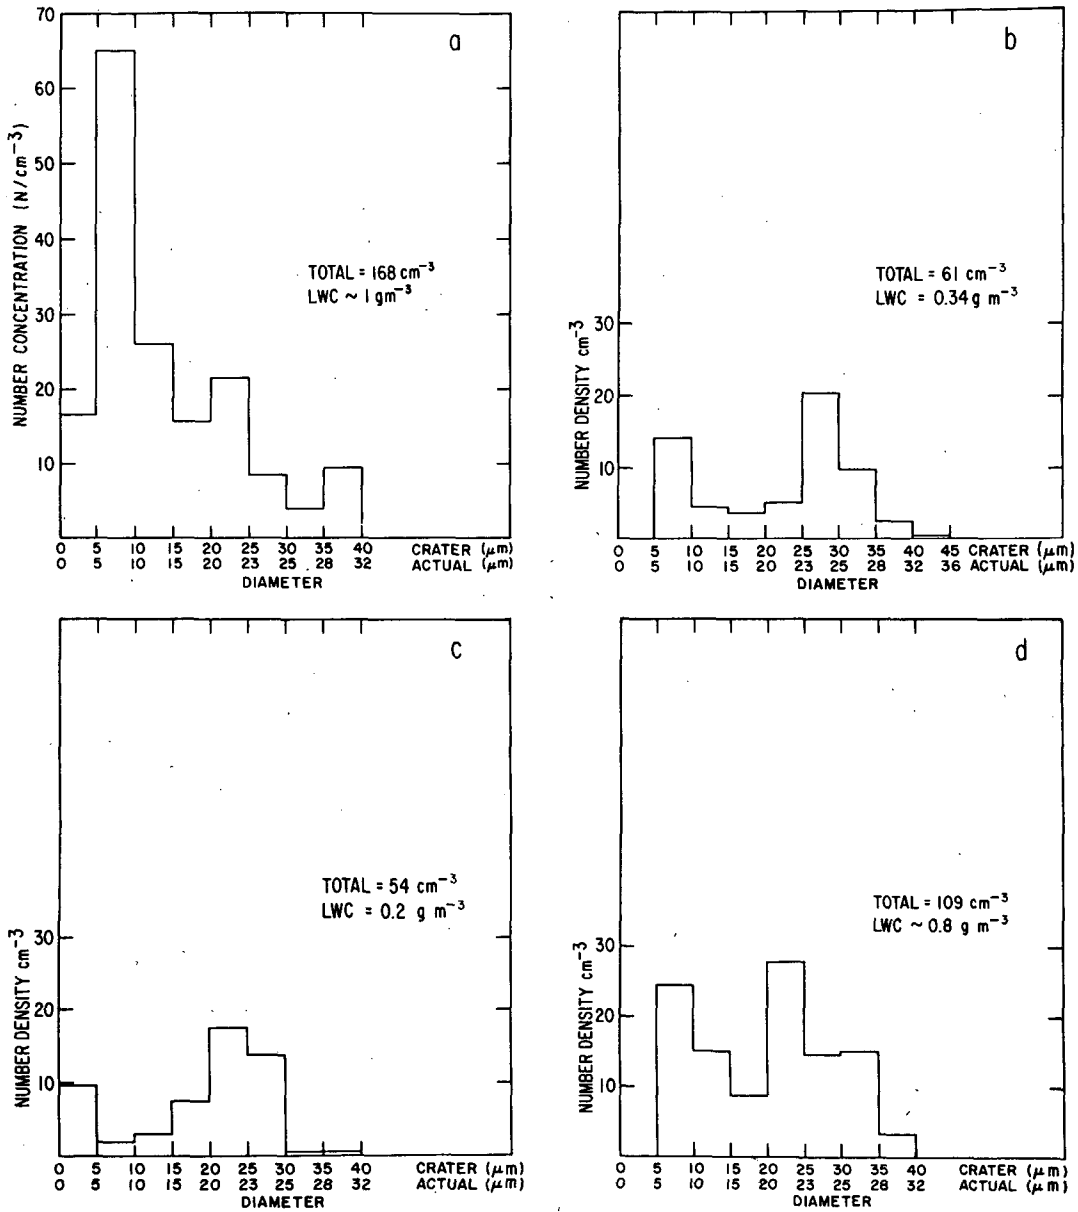 a
70
60
50
40
30
20
10
NUMBER CONCENTRATION (N/cm⁻³)
TOTAL = 168 cm⁻³
LWC ~ 1 gm⁻³
0 5 10 15 20 25 30 35 40 CRATER (μm)
0 5 10 15 20 23 25 28 32 ACTUAL (μm)
DIAMETER
b
30
20
10
NUMBER DENSITY cm⁻³
TOTAL = 61 cm⁻³
LWC = 0.34 g m⁻³
0 5 10 15 20 25 30 35 40 45 CRATER (μm)
0 5 10 15 20 23 25 28 32 36 ACTUAL (μm)
DIAMETER
c
30
20
10
NUMBER DENSITY cm⁻³
TOTAL = 54 cm⁻³
LWC = 0.2 g m⁻³
0 5 10 15 20 25 30 35 40 CRATER (μm)
0 5 10 15 20 23 25 28 32 ACTUAL (μm)
DIAMETER
d
30
20
10
NUMBER DENSITY cm⁻³
TOTAL = 109 cm⁻³
LWC ~ 0.8 g m⁻³
0 5 10 15 20 25 30 35 40 CRATER (μm)
0 5 10 15 20 23 25 28 32 ACTUAL (μm)
DIAMETER